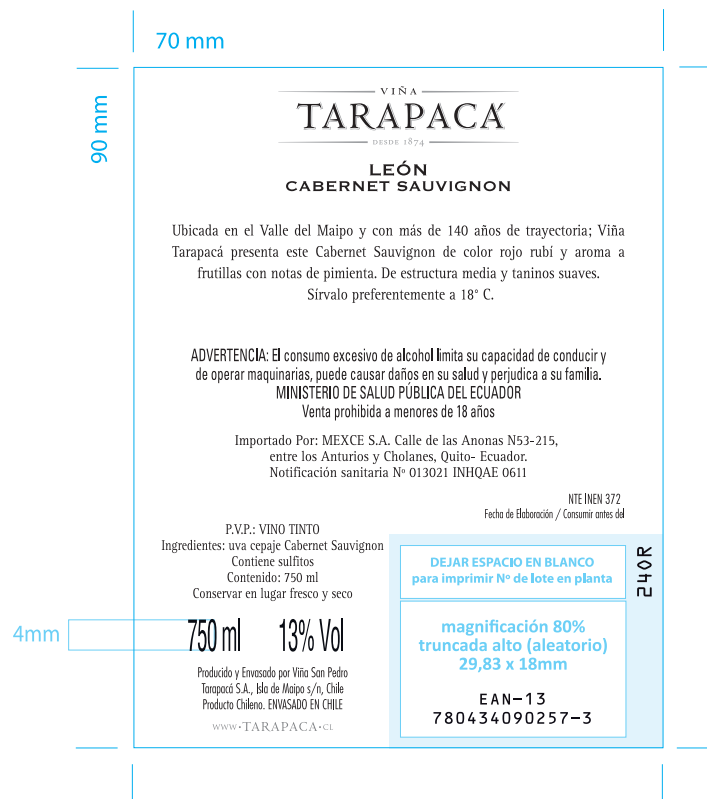 70 mm
90 mm
VIÑA
TARAPACÁ
DESDE 1874
LEÓN
CABERNET SAUVIGNON
Ubicada en el Valle del Maipo y con más de 140 años de trayectoria; Viña
Tarapacá presenta este Cabernet Sauvignon de color rojo rubí y aroma a
frutillas con notas de pimienta. De estructura media y taninos suaves.
Sírvalo preferentemente a 18° C.
ADVERTENCIA: El consumo excesivo de alcohol limita su capacidad de conducir y
de operar maquinarias, puede causar daños en su salud y perjudica a su familia.
MINISTERIO DE SALUD PÚBLICA DEL ECUADOR
Venta prohibida a menores de 18 años
Importado Por: MEXCE S.A. Calle de las Anonas N53-215,
entre los Anturios y Cholanes, Quito- Ecuador.
Notificación sanitaria Nº 013021 INHQAE 0611
NTE INEN 372
Fecha de Elaboración / Consumir antes del
P.V.P.: VINO TINTO
Ingredientes: uva cepaje Cabernet Sauvignon
Contiene sulfitos
Contenido: 750 ml
Conservar en lugar fresco y seco
4mm
750 ml 13% Vol
Producido y Envasado por Viña San Pedro
Tarapacá S.A., Isla de Maipo s/n, Chile
Producto Chileno. ENVASADO EN CHILE
WWW·TARAPACA·CL
DEJAR ESPACIO EN BLANCO
para imprimir Nº de lote en planta
240R
magnificación 80%
truncada alto (aleatorio)
29,83 x 18mm
EAN-13
780434090257-3